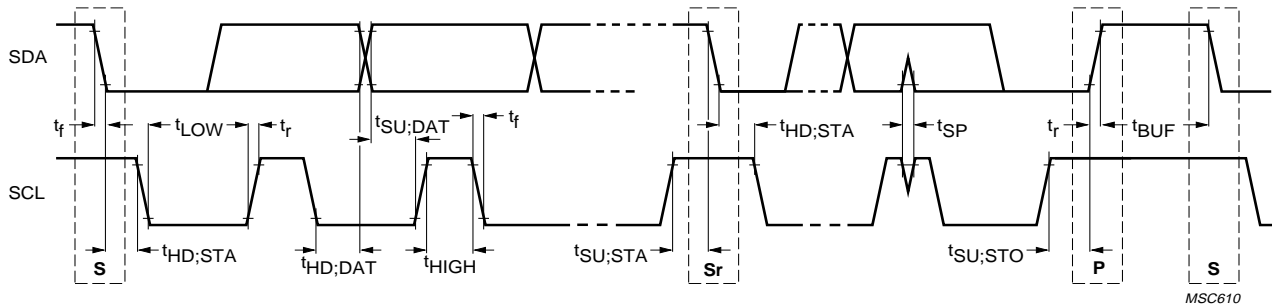 SDA
t_f t_LOW t_r t_SU;DAT t_f t_HD;STA t_SP t_r t_BUF
SCL
t_HD;STA t_HD;DAT t_HIGH t_SU;STA t_SU;STO
S Sr P S
MSC610